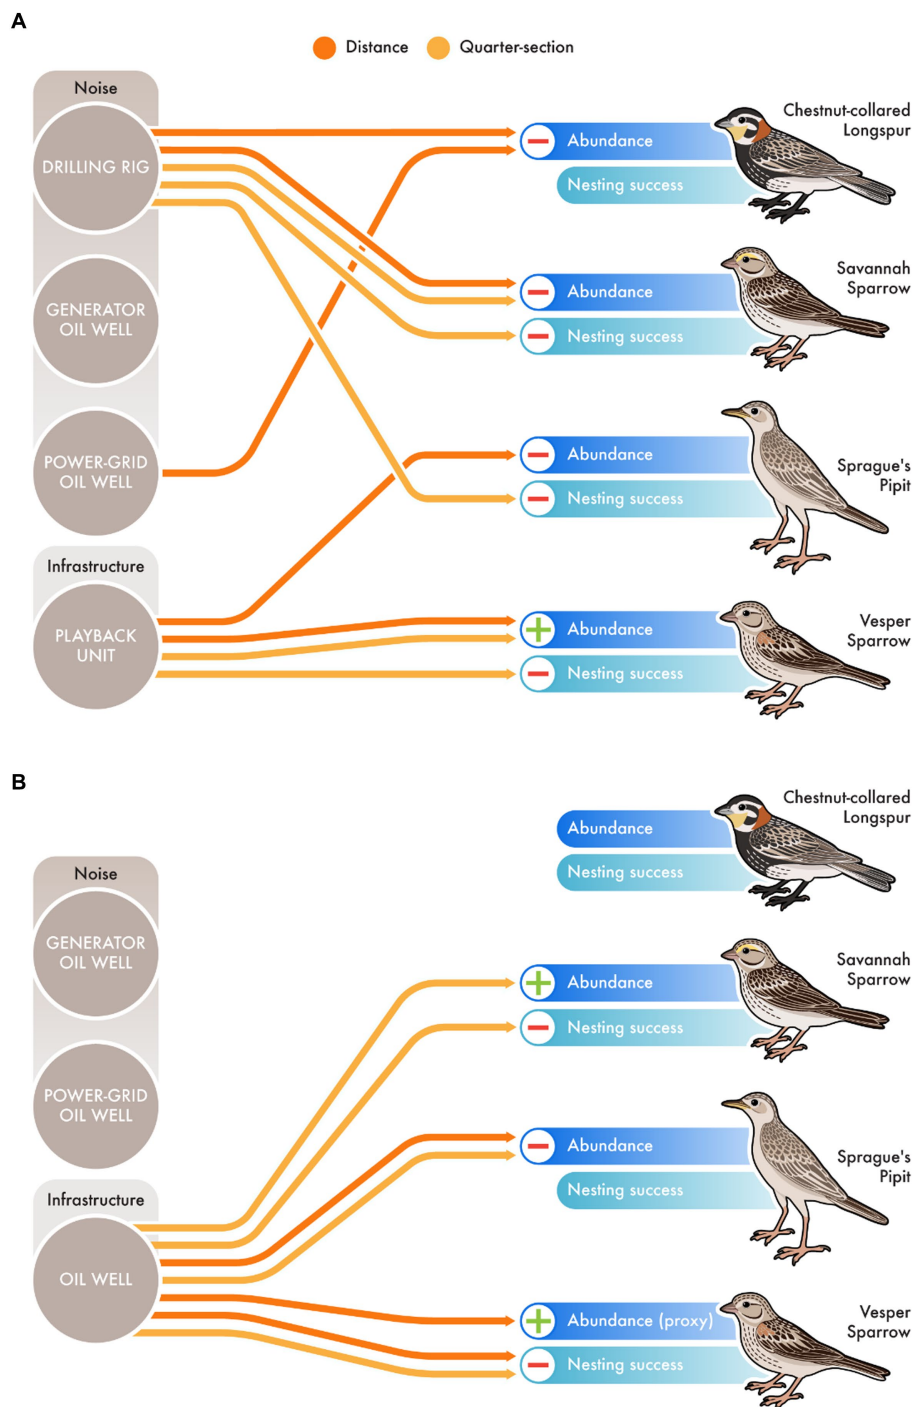 A
Distance
Quarter-section
Noise
DRILLING RIG
GENERATOR
OIL WELL
POWER-GRID
OIL WELL
Infrastructure
PLAYBACK
UNIT
Chestnut-collared
Longspur
Abundance
Nesting success
Savannah
Sparrow
Abundance
Nesting success
Sprague's
Pipit
Abundance
Nesting success
Vesper
Sparrow
Abundance
Nesting success
B
Noise
GENERATOR
OIL WELL
POWER-GRID
OIL WELL
Infrastructure
OIL WELL
Chestnut-collared
Longspur
Abundance
Nesting success
Savannah
Sparrow
Abundance
Nesting success
Sprague's
Pipit
Abundance
Nesting success
Vesper
Sparrow
Abundance (proxy)
Nesting success